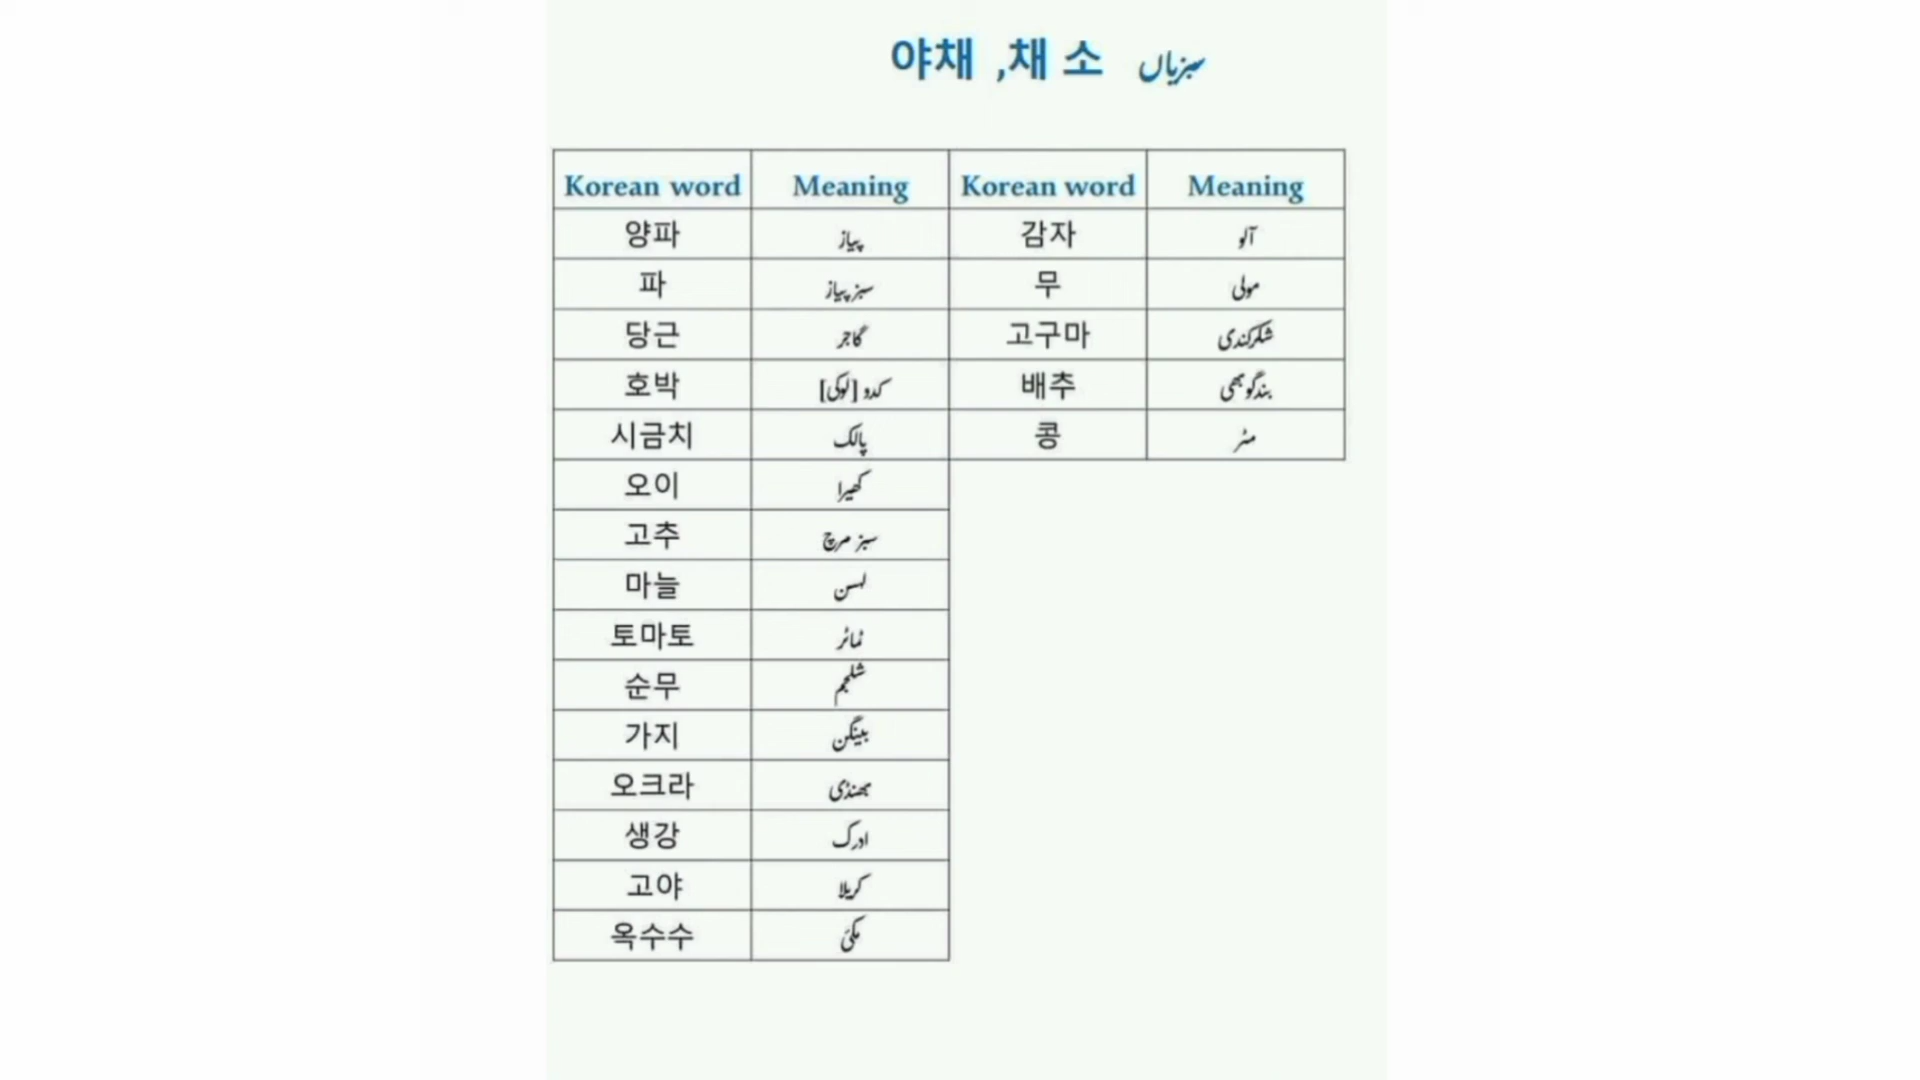 야채 ,채 소 سبزیاں
Korean word Meaning Korean word Meaning
양파 پیاز 감자 آلو
파 سبز پیاز 무 مولی
당근 گاجر 고구마 شکرکندی
호박 کدو [لوکی] 배추 بندگوبھی
시금치 پالک 콩 مٹر
오이 کھیرا
고추 سبز مرچ
마늘 لہسن
토마토 ٹماٹر
순무 شلجم
가지 بینگن
오크라 بھنڈی
생강 ادرک
고야 کریلا
옥수수 مکئ